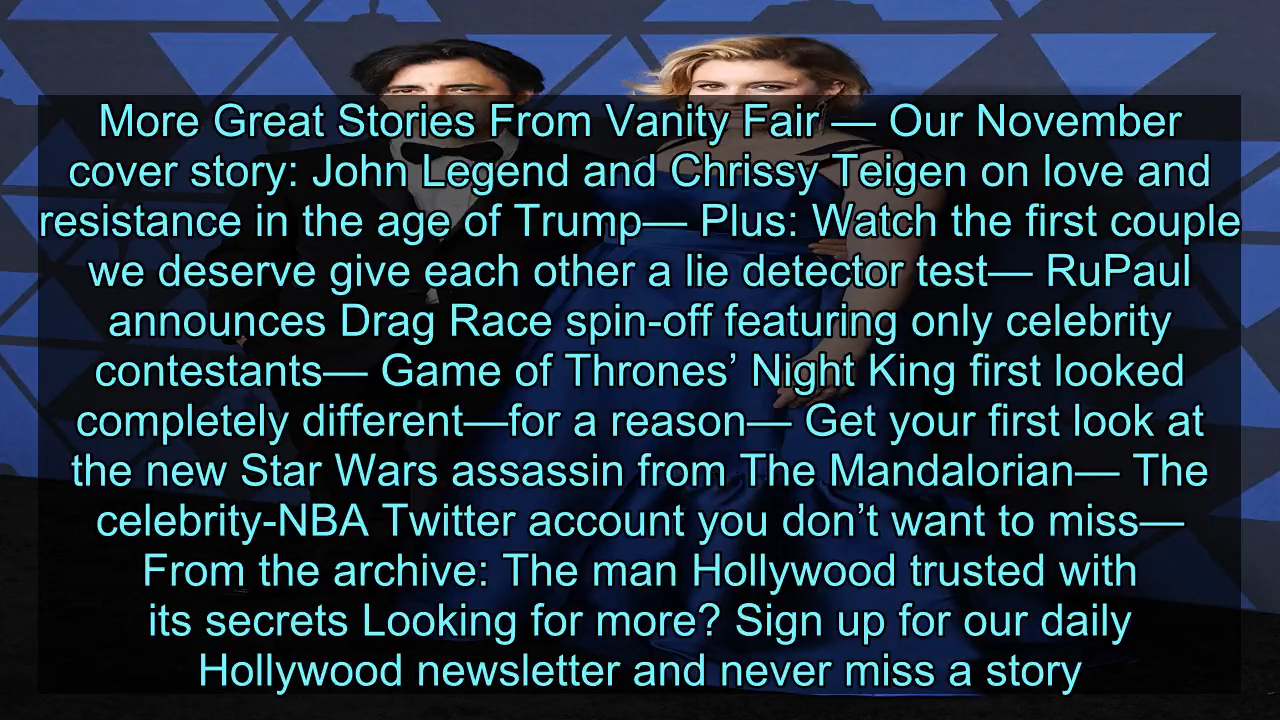 More Great Stories From Vanity Fair — Our November
cover story: John Legend and Chrissy Teigen on love and
resistance in the age of Trump— Plus: Watch the first couple
we deserve give each other a lie detector test— RuPaul
announces Drag Race spin-off featuring only celebrity
contestants— Game of Thrones’ Night King first looked
completely different—for a reason— Get your first look at
the new Star Wars assassin from The Mandalorian— The
celebrity-NBA Twitter account you don’t want to miss—
From the archive: The man Hollywood trusted with
its secrets Looking for more? Sign up for our daily
Hollywood newsletter and never miss a story